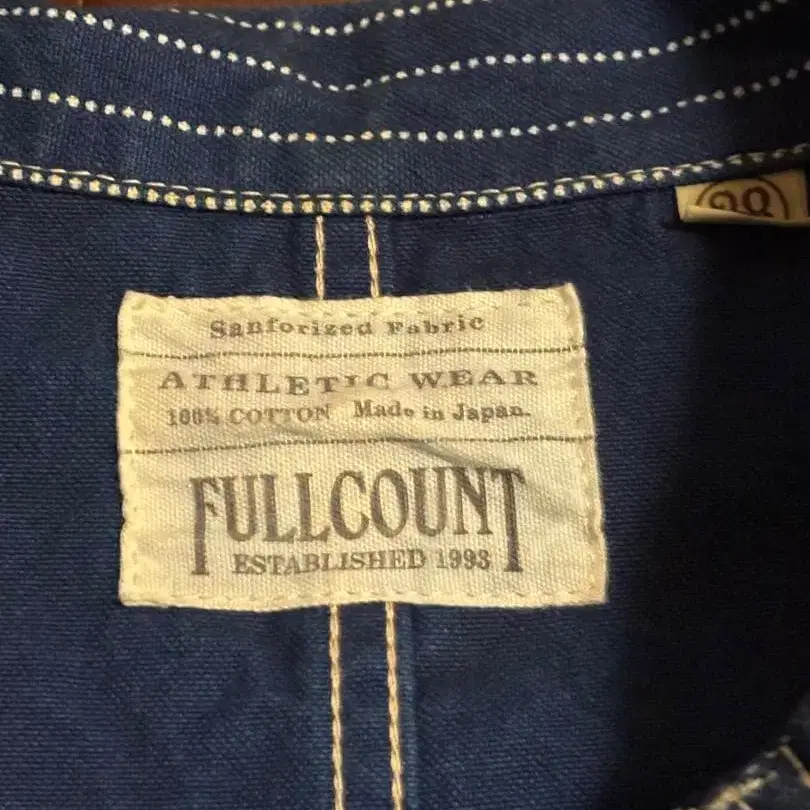 Sanforized Fabric
ATHLETIC WEAR
100% COTTON Made in Japan.
FULLCOUNT
ESTABLISHED 1993